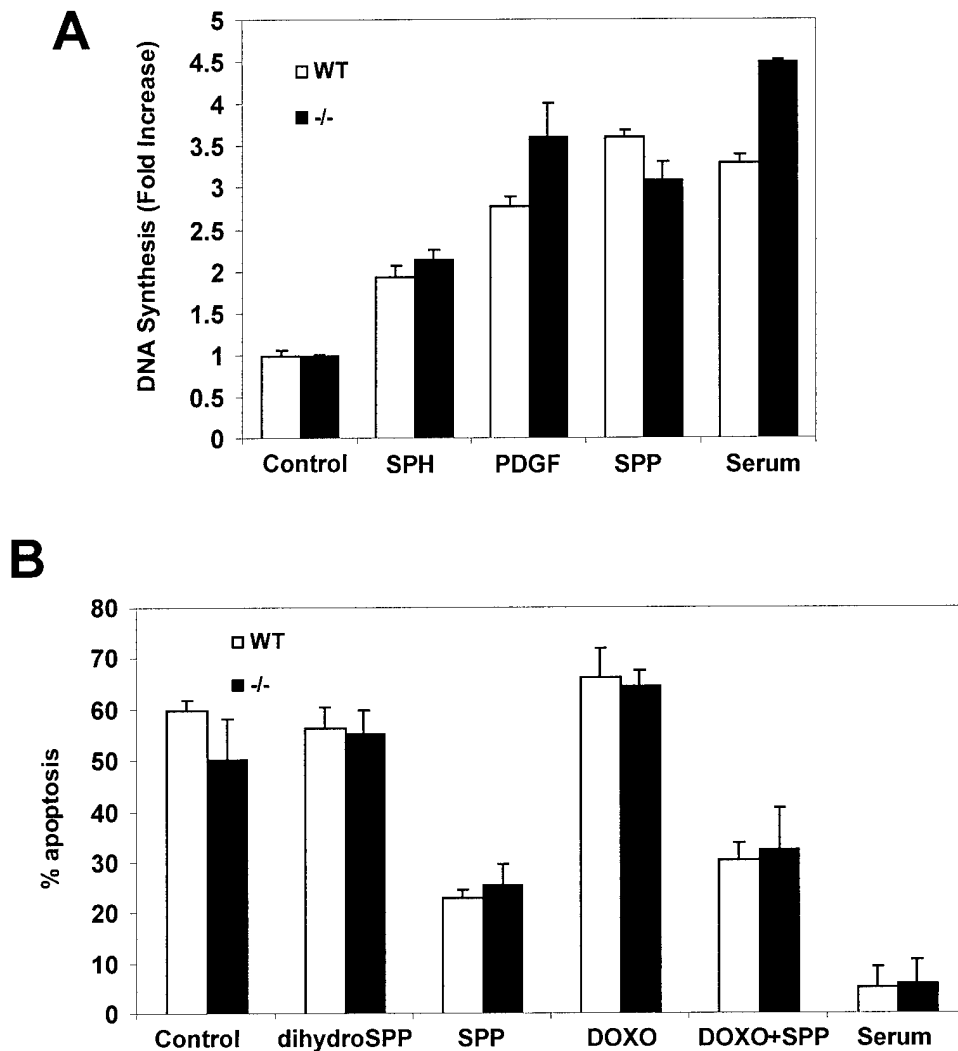 A
DNA Synthesis (Fold Increase)
5
4.5
4
3.5
3
2.5
2
1.5
1
0.5
0
WT
-/-
Control SPH PDGF SPP Serum
B
% apoptosis
80
70
60
50
40
30
20
10
0
WT
-/-
Control dihydroSPP SPP DOXO DOXO+SPP Serum